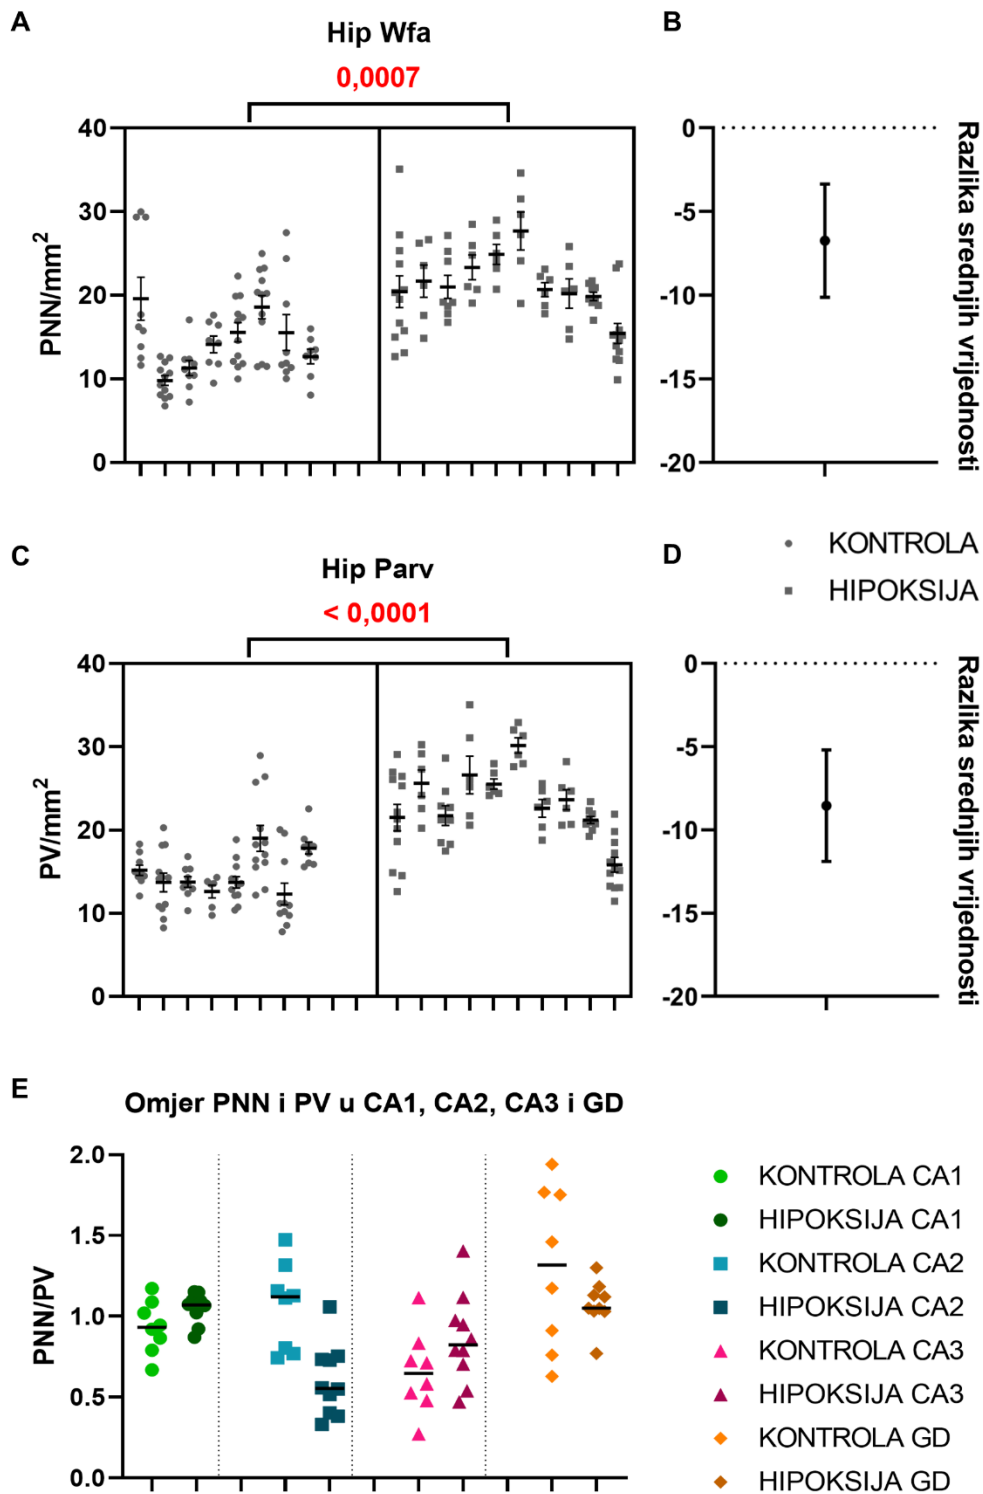 A
B
Hip Wfa
0,0007
40
30
20
10
0
PNN/mm²
0
-5
-10
-15
-20
Razlika srednjih vrijednosti
KONTROLA
HIPOKSIJA
C
D
Hip Parv
< 0,0001
40
30
20
10
0
PV/mm²
0
-5
-10
-15
-20
Razlika srednjih vrijednosti
E
Omjer PNN i PV u CA1, CA2, CA3 i GD
2.0
1.5
1.0
0.5
0.0
PNN/PV
KONTROLA CA1
HIPOKSIJA CA1
KONTROLA CA2
HIPOKSIJA CA2
KONTROLA CA3
HIPOKSIJA CA3
KONTROLA GD
HIPOKSIJA GD